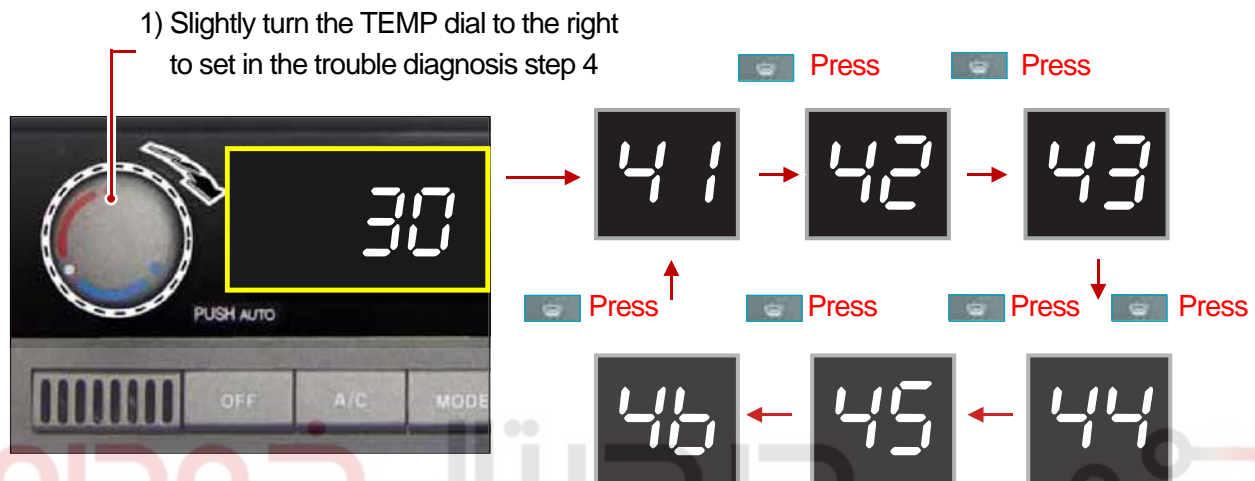 1) Slightly turn the TEMP dial to the right
to set in the trouble diagnosis step 4
Press Press
30
41 42 43
PUSH AUTO
Press Press Press Press
OFF A/C MODE
46 45 44